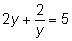 2y + 2/y = 5